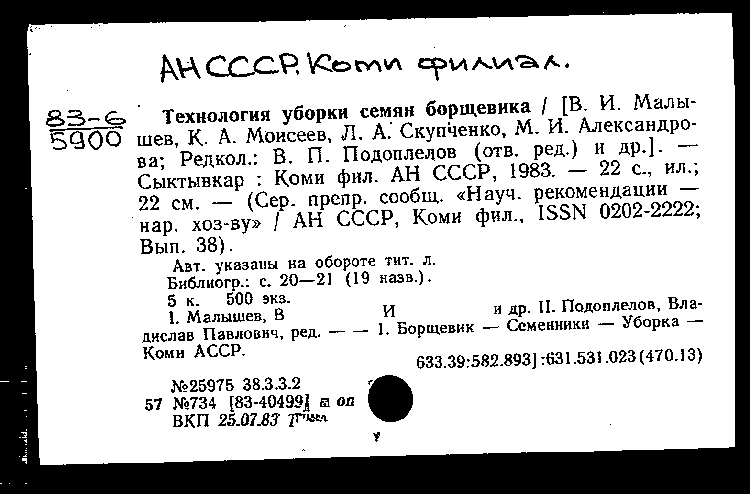 АН СССР. Коми филиал.
83-6
5900
Технология уборки семян борщевика / [В. И. Малы-
шев, К. А. Моисеев, Л. А. Скупченко, М. И. Александро-
ва; Редкол.: В. П. Подоплелов (отв. ред.) и др.]. —
Сыктывкар : Коми фил. АН СССР, 1983. — 22 с., ил.;
22 см. — (Сер. препр. сообщ. «Науч. рекомендации —
нар. хоз-ву» / АН СССР, Коми фил., ISSN 0202-2222;
Вып. 38).
Авт. указаны на обороте тит. л.
Библиогр.: с. 20—21 (19 назв.).
5 к. 500 экз.
I. Малышев, В И и др. II. Подоплелов, Вла-
дислав Павлович, ред. — — 1. Борщевик — Семенники — Уборка —
Коми АССР.
633.39:582.893]:631.531.023(470.13)
№25975 38.3.3.2
57 №734 [83-40499] оп
ВКП 25.07.83